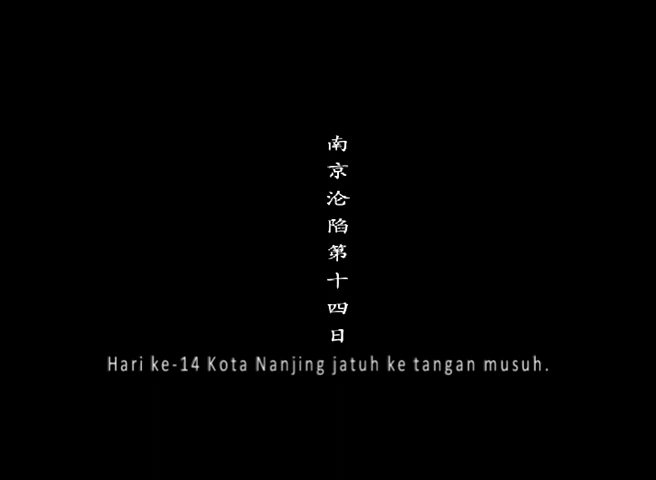 南京沦陷第十四日
Hari ke-14 Kota Nanjing jatuh ke tangan musuh.